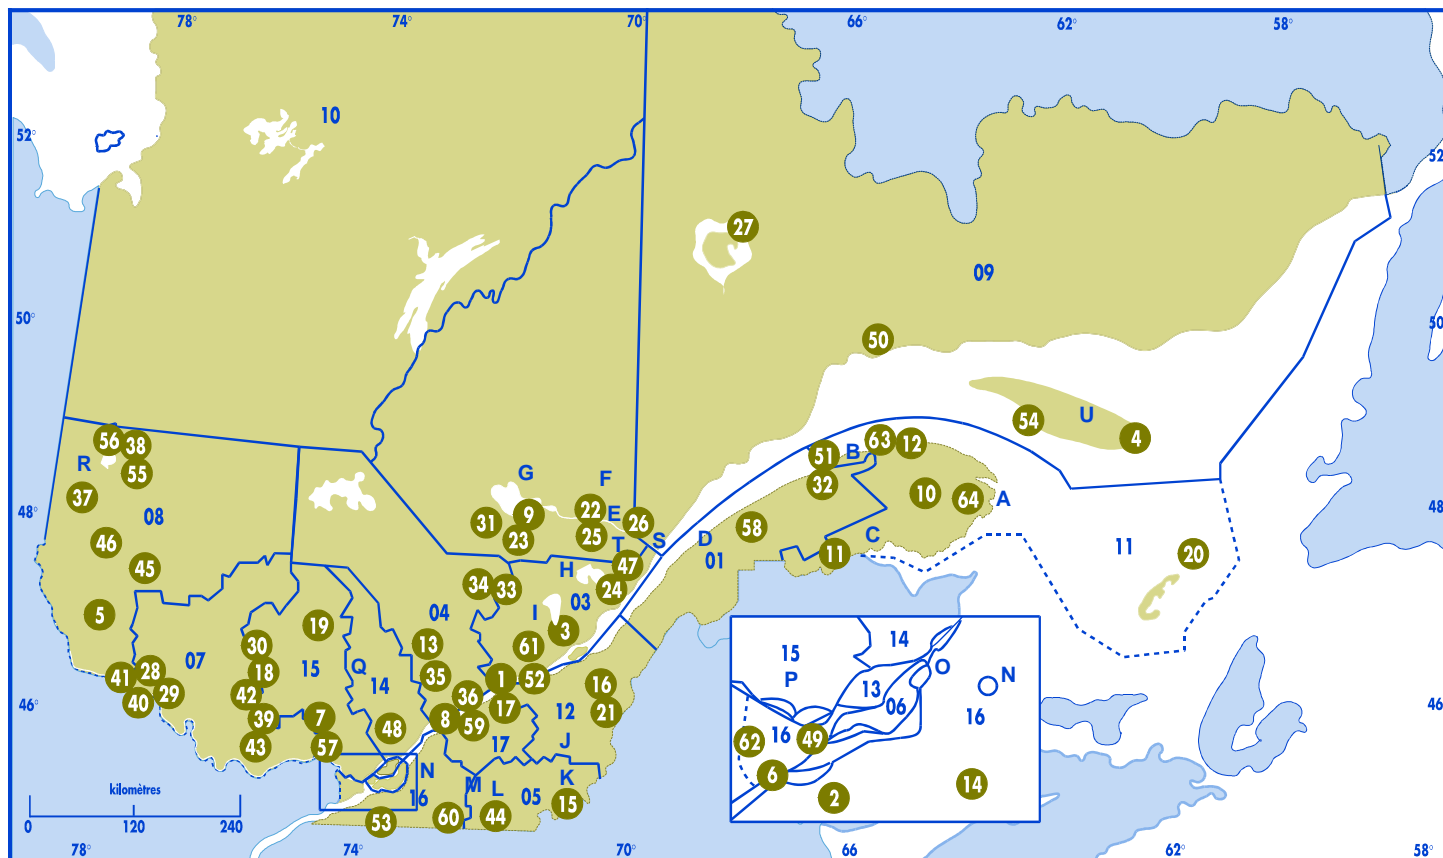 78° 74° 70° 66° 62° 58°
10
52° 52
27
09
50° 50
50
54 U 4
56 38 51 B 63 12
R 55 G F 32 10 64 A
37 31 9 22 E 26
08 23 25 T S D 58 C
48° 48
46 47 01 11 11 20
45 34 33 H 24
5 04 I 03
19 3
30 13 61
07 18 15 Q 35 1 52 16
41 28 14 36
40 29 42 17 12 21
46° 46
39 7 48 8 59
43 57 17 J
N M K
16 L 05 15
53 60 44
15 14
P O N
13 06
16 16
62 49
6
2 14
kilomètres
0 120 240
78° 74° 70° 66° 62° 58°